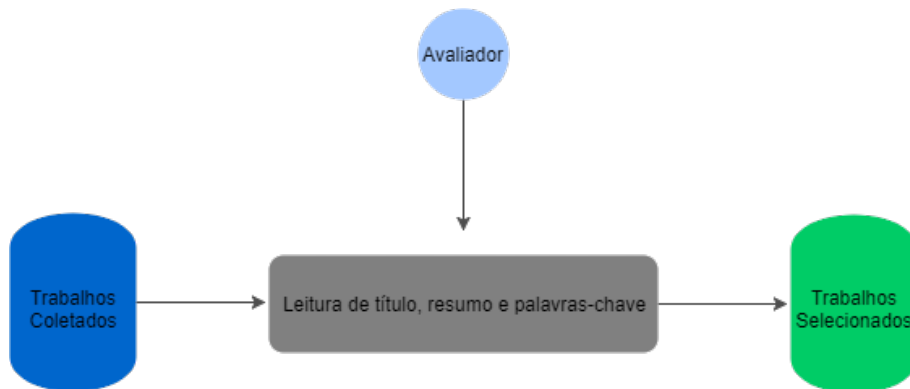 Avaliador
Trabalhos
Coletados
Leitura de título, resumo e palavras-chave
Trabalhos
Selecionados